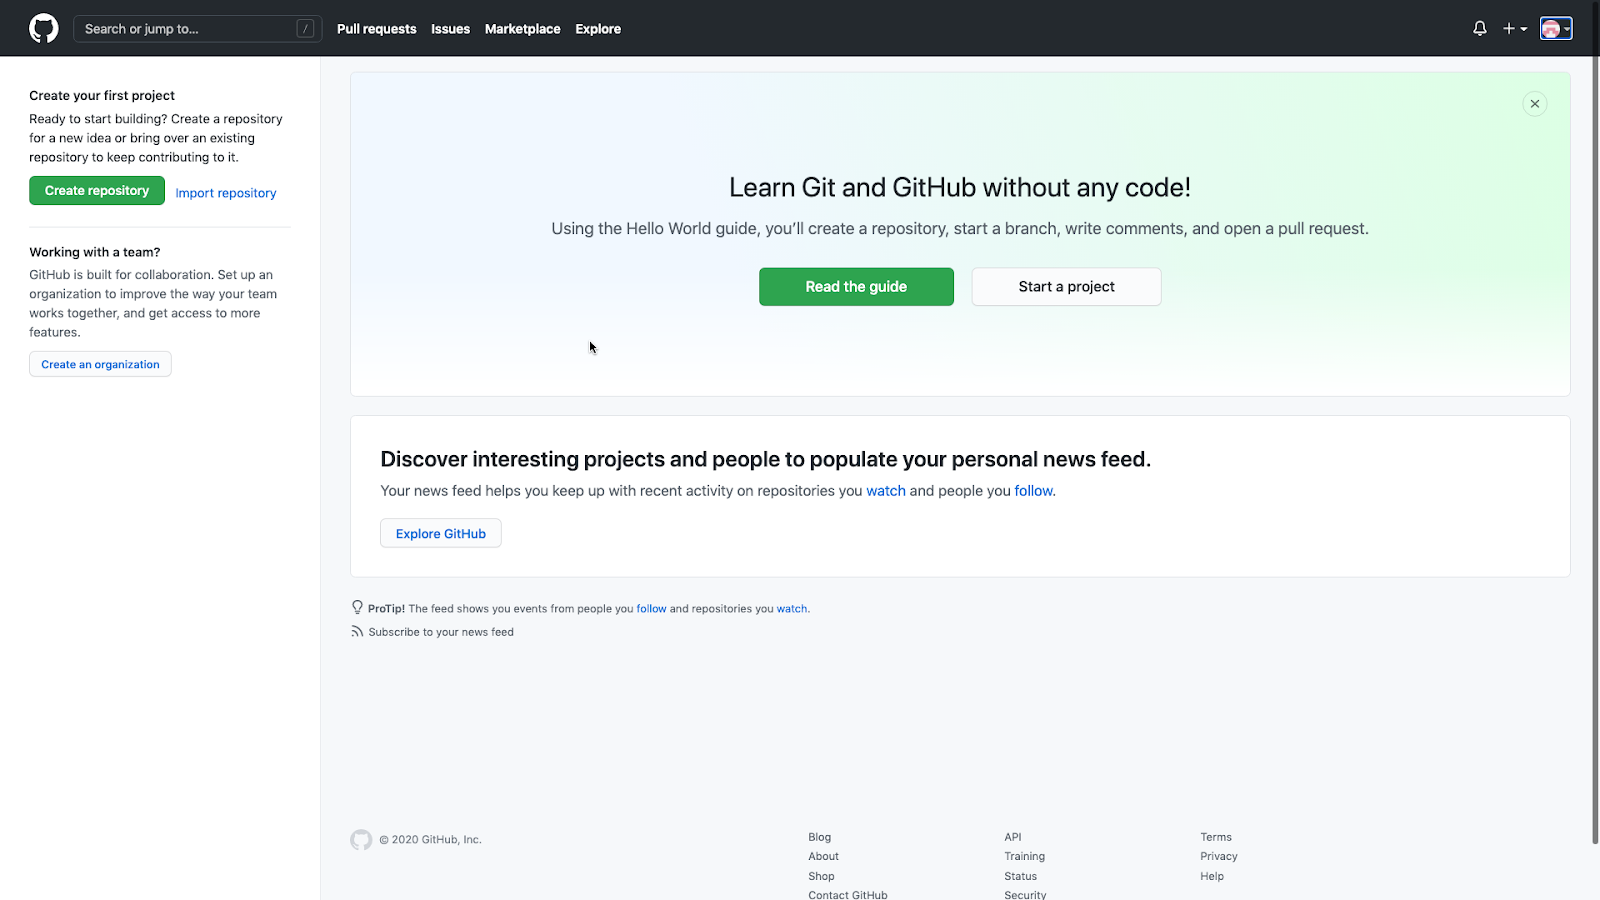 Search or jump to... /
Pull requests Issues Marketplace Explore
Create your first project
Ready to start building? Create a repository
for a new idea or bring over an existing
repository to keep contributing to it.
Create repository Import repository
Working with a team?
GitHub is built for collaboration. Set up an
organization to improve the way your team
works together, and get access to more
features.
Create an organization
Learn Git and GitHub without any code!
Using the Hello World guide, you’ll create a repository, start a branch, write comments, and open a pull request.
Read the guide Start a project
Discover interesting projects and people to populate your personal news feed.
Your news feed helps you keep up with recent activity on repositories you watch and people you follow.
Explore GitHub
ProTip! The feed shows you events from people you follow and repositories you watch.
Subscribe to your news feed
© 2020 GitHub, Inc.
Blog
About
Shop
Contact GitHub
API
Training
Status
Security
Terms
Privacy
Help